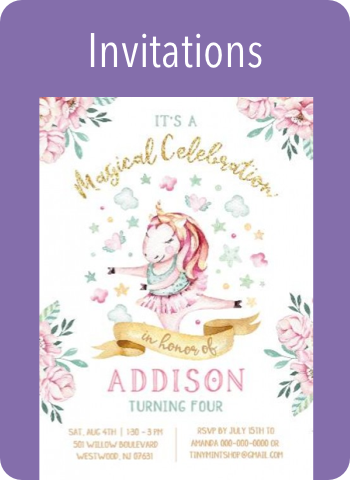 Invitations
IT'S A
Magical Celebration
in honor of
ADDISON
TURNING FOUR
SAT, AUG 4TH | 1:30 - 3 PM
501 WILLOW BOULEVARD
WESTWOOD, NJ 07631
RSVP BY JULY 15TH TO
AMANDA 000-000-0000 OR
TINYMINTSHOP@GMAIL.COM